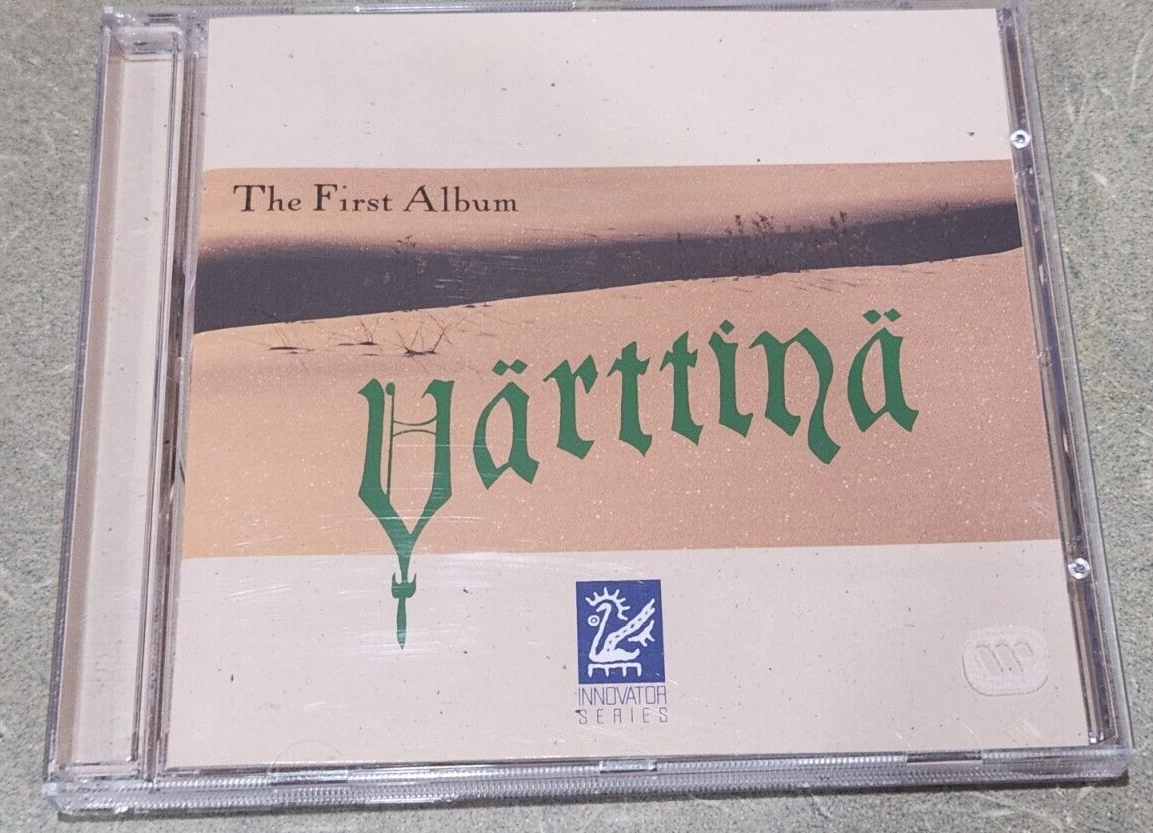 The First Album
Värttinä
INNOVATOR
SERIES